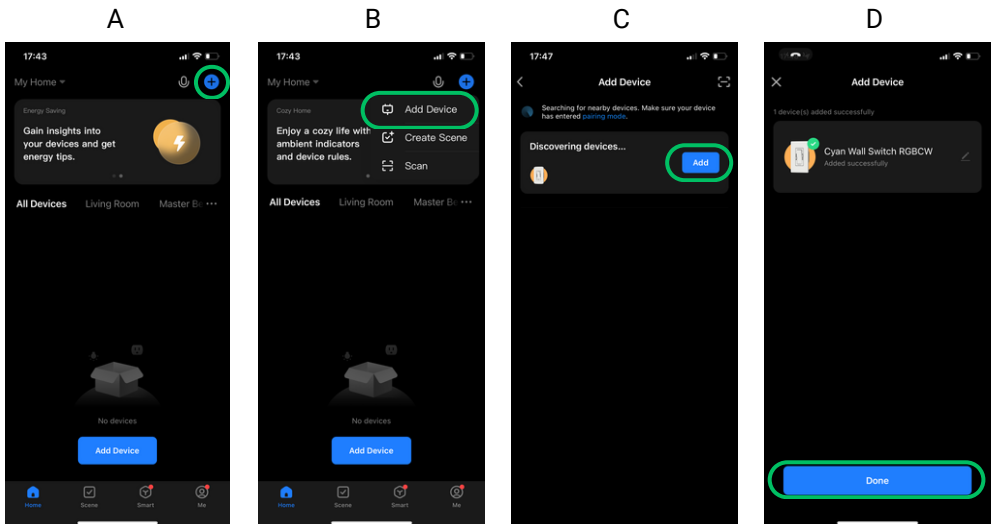 A
B
C
D
17:43
My Home
Energy Saving
Gain insights into
your devices and get
energy tips.
All Devices
Living Room
Master Be
No devices
Add Device
Home
Scene
Smart
Me
17:43
My Home
Add Device
Create Scene
Scan
Cozy Home
Enjoy a cozy life with
ambient indicators
and device rules.
All Devices
Living Room
Master Be
No devices
Add Device
Home
Scene
Smart
Me
17:47
Add Device
Searching for nearby devices. Make sure your device
has entered pairing mode.
Discovering devices...
Add
Add Device
1 device(s) added successfully
Cyan Wall Switch RGBCW
Added successfully
Done